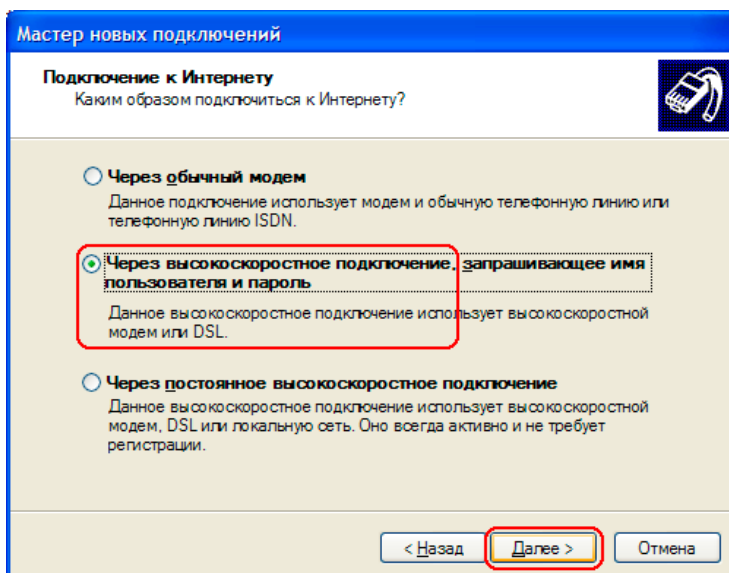 Мастер новых подключений
Подключение к Интернету
Каким образом подключиться к Интернету?
Через обычный модем
Данное подключение использует модем и обычную телефонную линию или
телефонную линию ISDN.
Через высокоскоростное подключение, запрашивающее имя
пользователя и пароль
Данное высокоскоростное подключение использует высокоскоростной
модем или DSL.
Через постоянное высокоскоростное подключение
Данное высокоскоростное подключение использует высокоскоростной
модем, DSL или локальную сеть. Оно всегда активно и не требует
регистрации.
< Назад Далее > Отмена